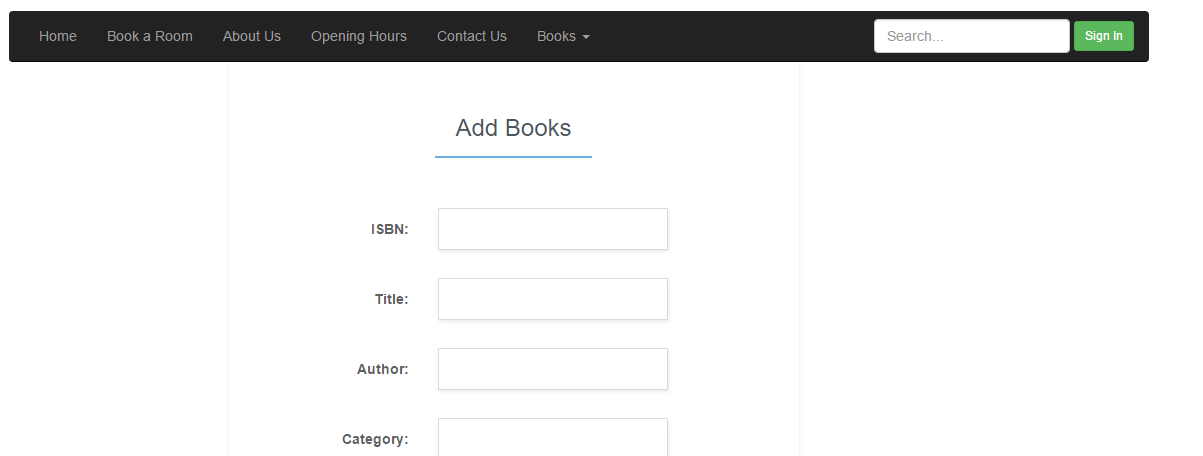 Home Book a Room About Us Opening Hours Contact Us Books Search... Sign In
Add Books
ISBN:
Title:
Author:
Category: